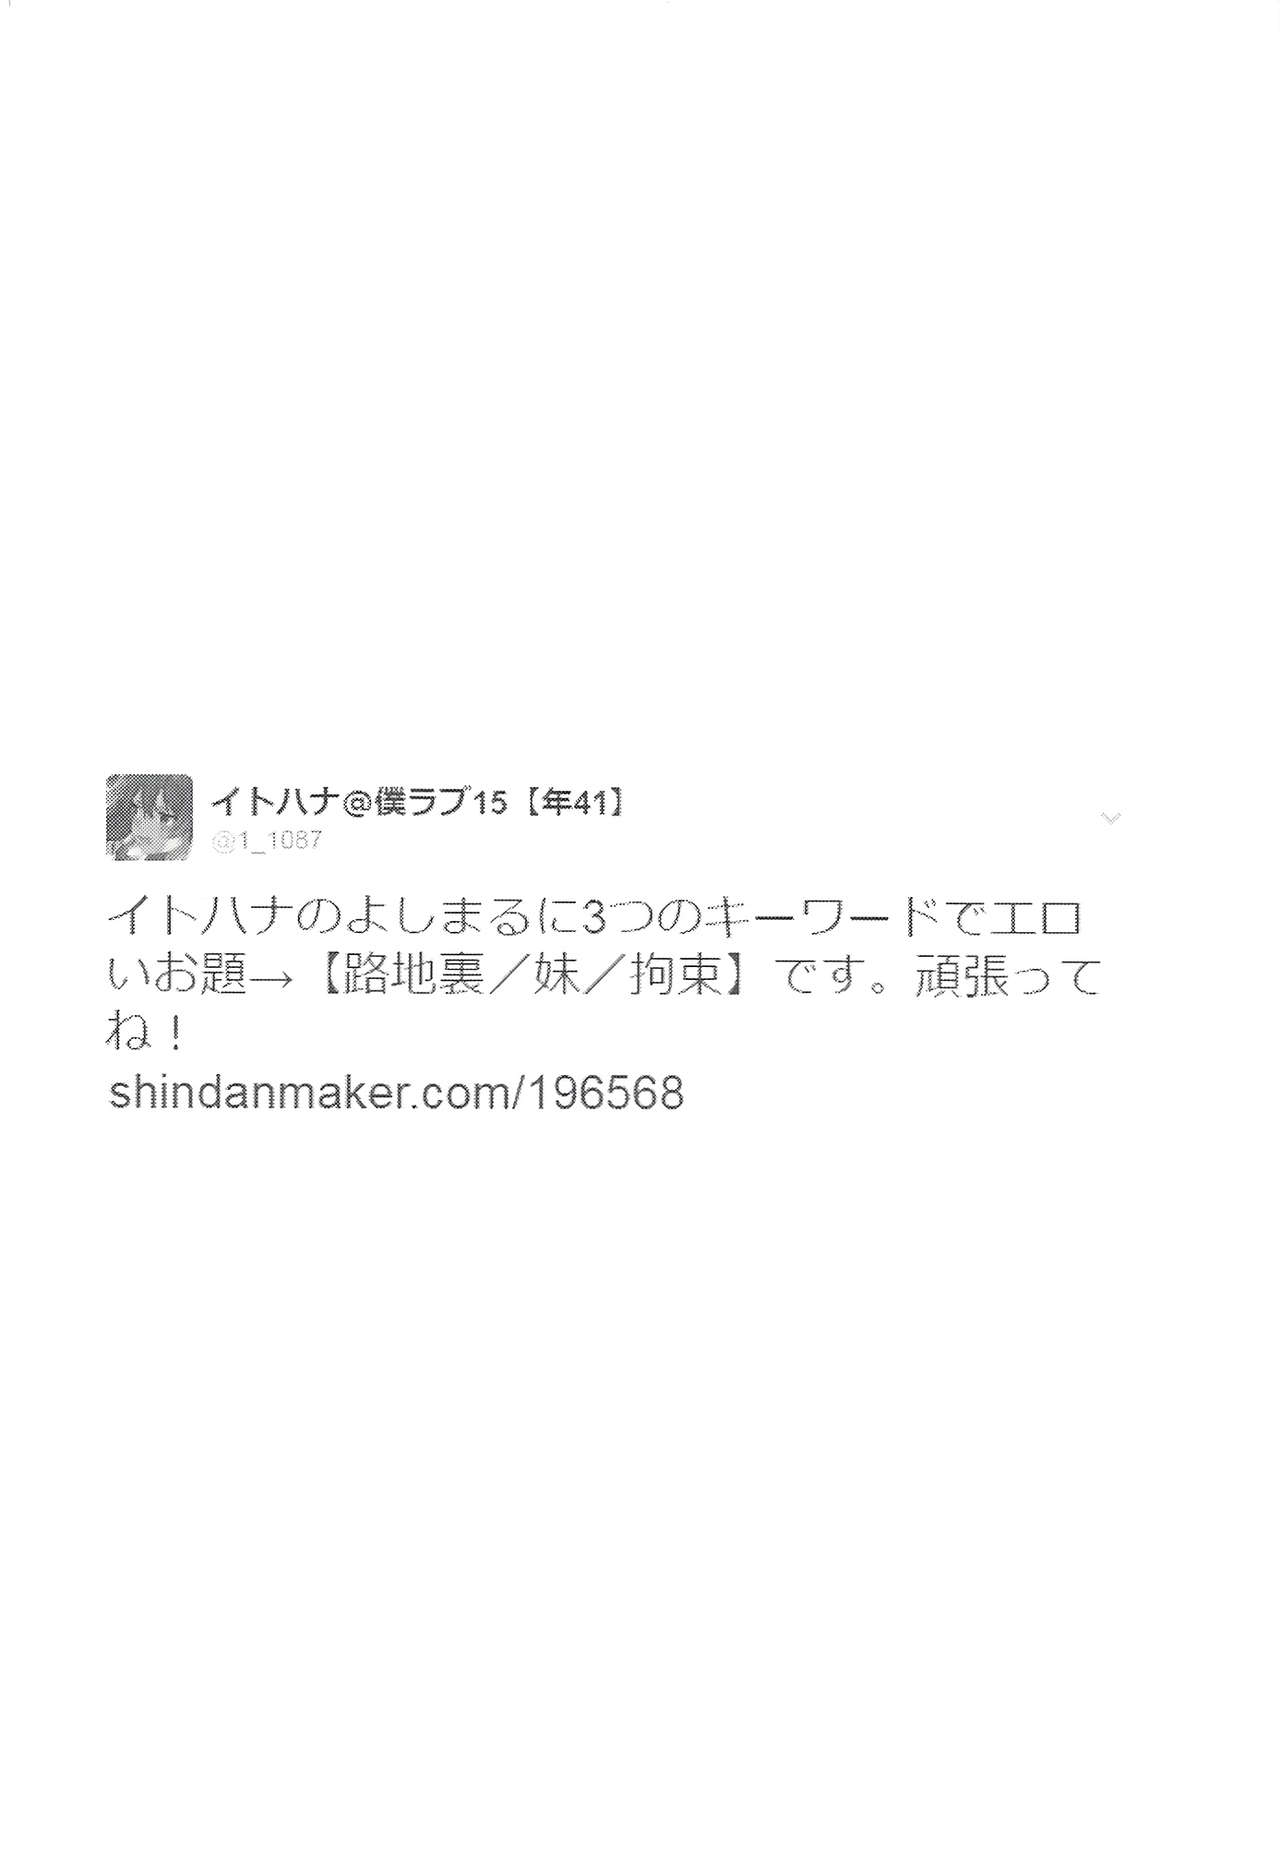 イトハナ@僕ラブ15【年41】
@1_1087
イトハナのよしまるに3つのキーワードでエロ
いお題→【路地裏／妹／拘束】です。頑張って
ね！
shindanmaker.com/196568